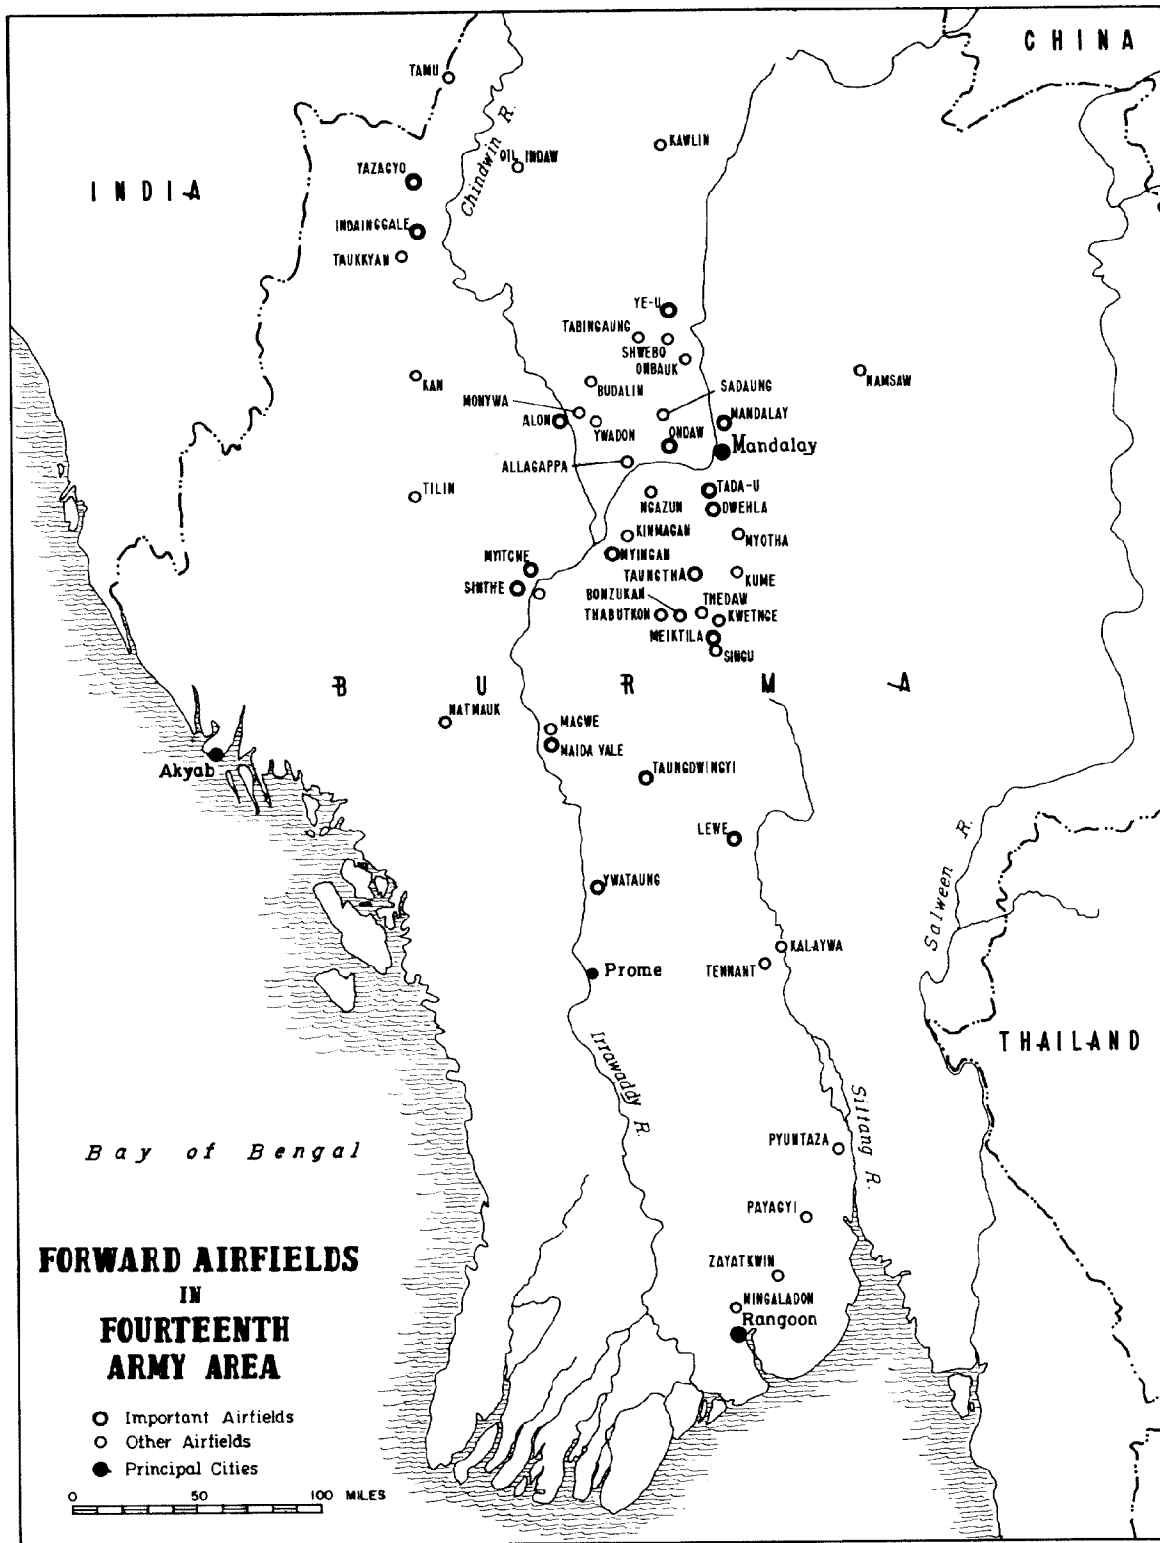 CHINA
TAMU
KAWLIN
OIL INDAW
Chindwin R.
YAZAGYO
INDIA
INDAINGGALE
TAUKKYAN
YE-U
TABINGAUNG
SHWEBO
ONBAUK
NAMSAW
KAN
BUDALIN
SADAUNG
MONYWA
MANDALAY
ALON
YWADON
ONDAW
Mandalay
ALLAGAPPA
TILIN
TADA-U
NGAZUN
DWEHLA
KINMAGAN
MYOTHA
MYINGAN
MYITCHE
TAUNGTHA
KUME
SINTHE
BONZUKAN
THEDAW
THABUTKON
KWETNGE
MEIKTILA
SINGU
BURMA
NATMAUK
MAGWE
MAIDA VALE
Akyab
TAUNGDWINGYI
LEWE
Salween R.
YWATAUNG
KALAYWA
TENNANT
Prome
THAILAND
Irrawaddy R.
Sittang R.
PYUNTAZA
Bay of Bengal
PAYAGYI
ZAYATKWIN
MINGALADON
Rangoon
FORWARD AIRFIELDS
IN
FOURTEENTH
ARMY AREA
Important Airfields
Other Airfields
Principal Cities
0 50 100 MILES